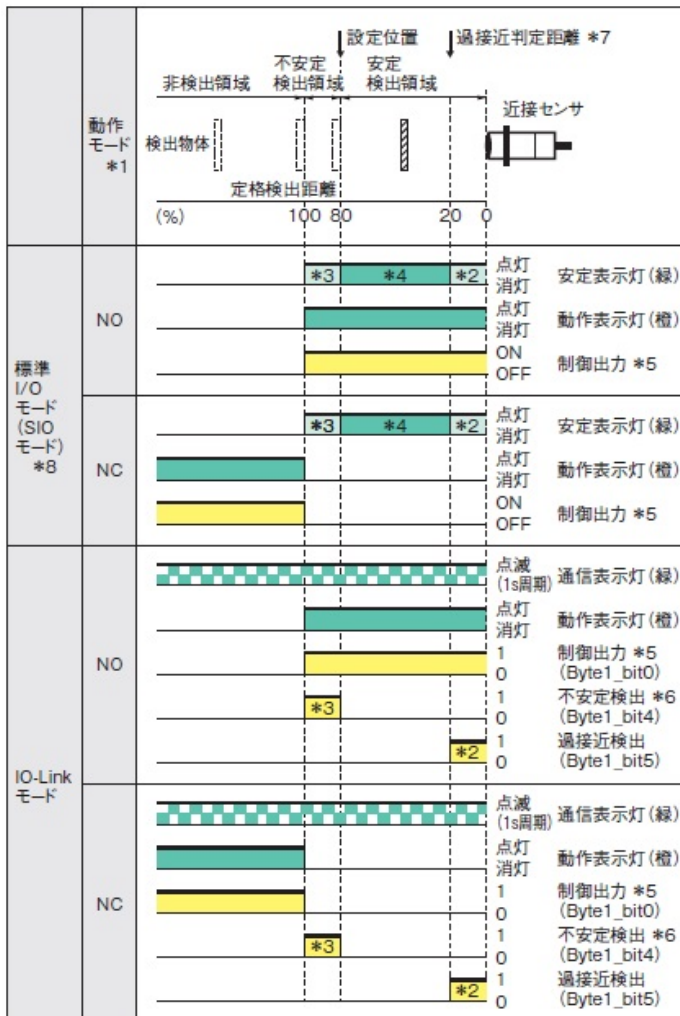 設定位置
過接近判定距離 *7
不安定
安定
非検出領域
検出領域
検出領域
近接センサ
動作
モード
*1
検出物体
定格検出距離
(%)
100 80
20 0
標準
I/O
モード
(SIO
モード)
*8
NO
*3
*4
*2
点灯
消灯
安定表示灯(緑)
点灯
消灯
動作表示灯(橙)
ON
OFF
制御出力 *5
NC
*3
*4
*2
点灯
消灯
安定表示灯(緑)
点灯
消灯
動作表示灯(橙)
ON
OFF
制御出力 *5
IO-Link
モード
NO
点滅
(1s周期)
通信表示灯(緑)
点灯
消灯
動作表示灯(橙)
1
0
制御出力 *5
(Byte1_bit0)
*3
1
0
不安定検出 *6
(Byte1_bit4)
*2
1
0
過接近検出
(Byte1_bit5)
NC
点滅
(1s周期)
通信表示灯(緑)
点灯
消灯
動作表示灯(橙)
1
0
制御出力 *5
(Byte1_bit0)
*3
1
0
不安定検出 *6
(Byte1_bit4)
*2
1
0
過接近検出
(Byte1_bit5)